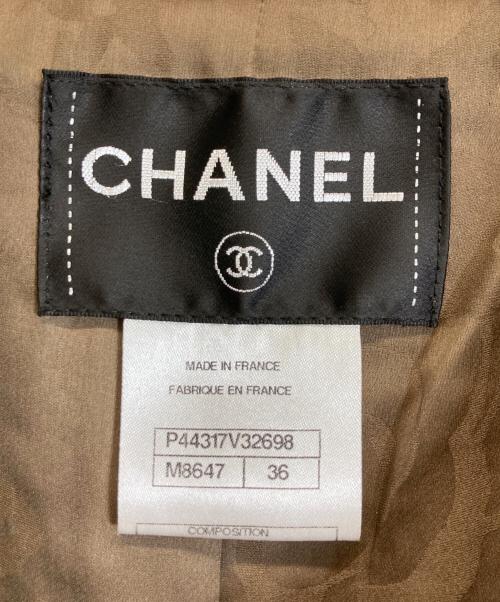 CHANEL
MADE IN FRANCE
FABRIQUE EN FRANCE
P44317V32698
M8647 36
COMPOSITION